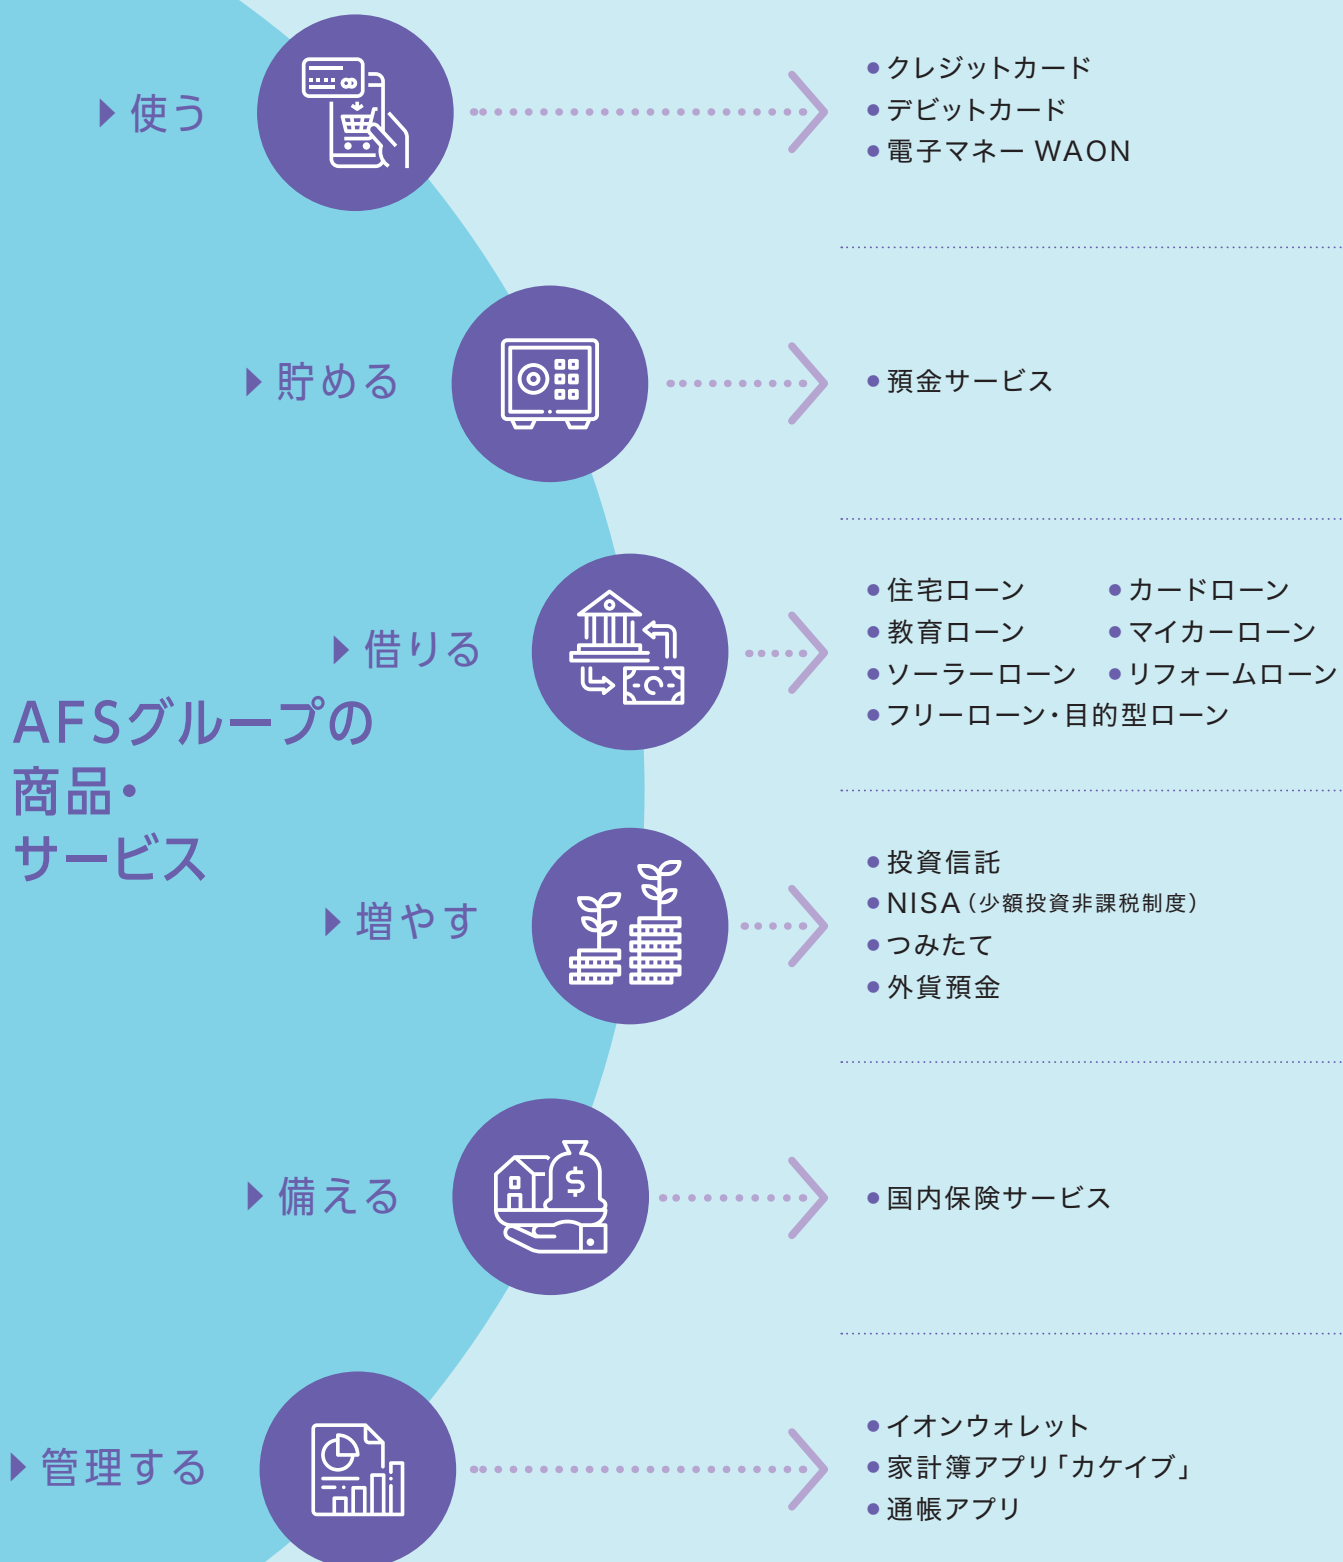 AFSグループの
商品・
サービス
使う
クレジットカード
デビットカード
電子マネー WAON
貯める
預金サービス
借りる
住宅ローン
カードローン
教育ローン
マイカーローン
ソーラーローン
リフォームローン
フリーローン・目的型ローン
増やす
投資信託
NISA（少額投資非課税制度）
つみたて
外貨預金
備える
国内保険サービス
管理する
イオンウォレット
家計簿アプリ「カケイブ」
通帳アプリ